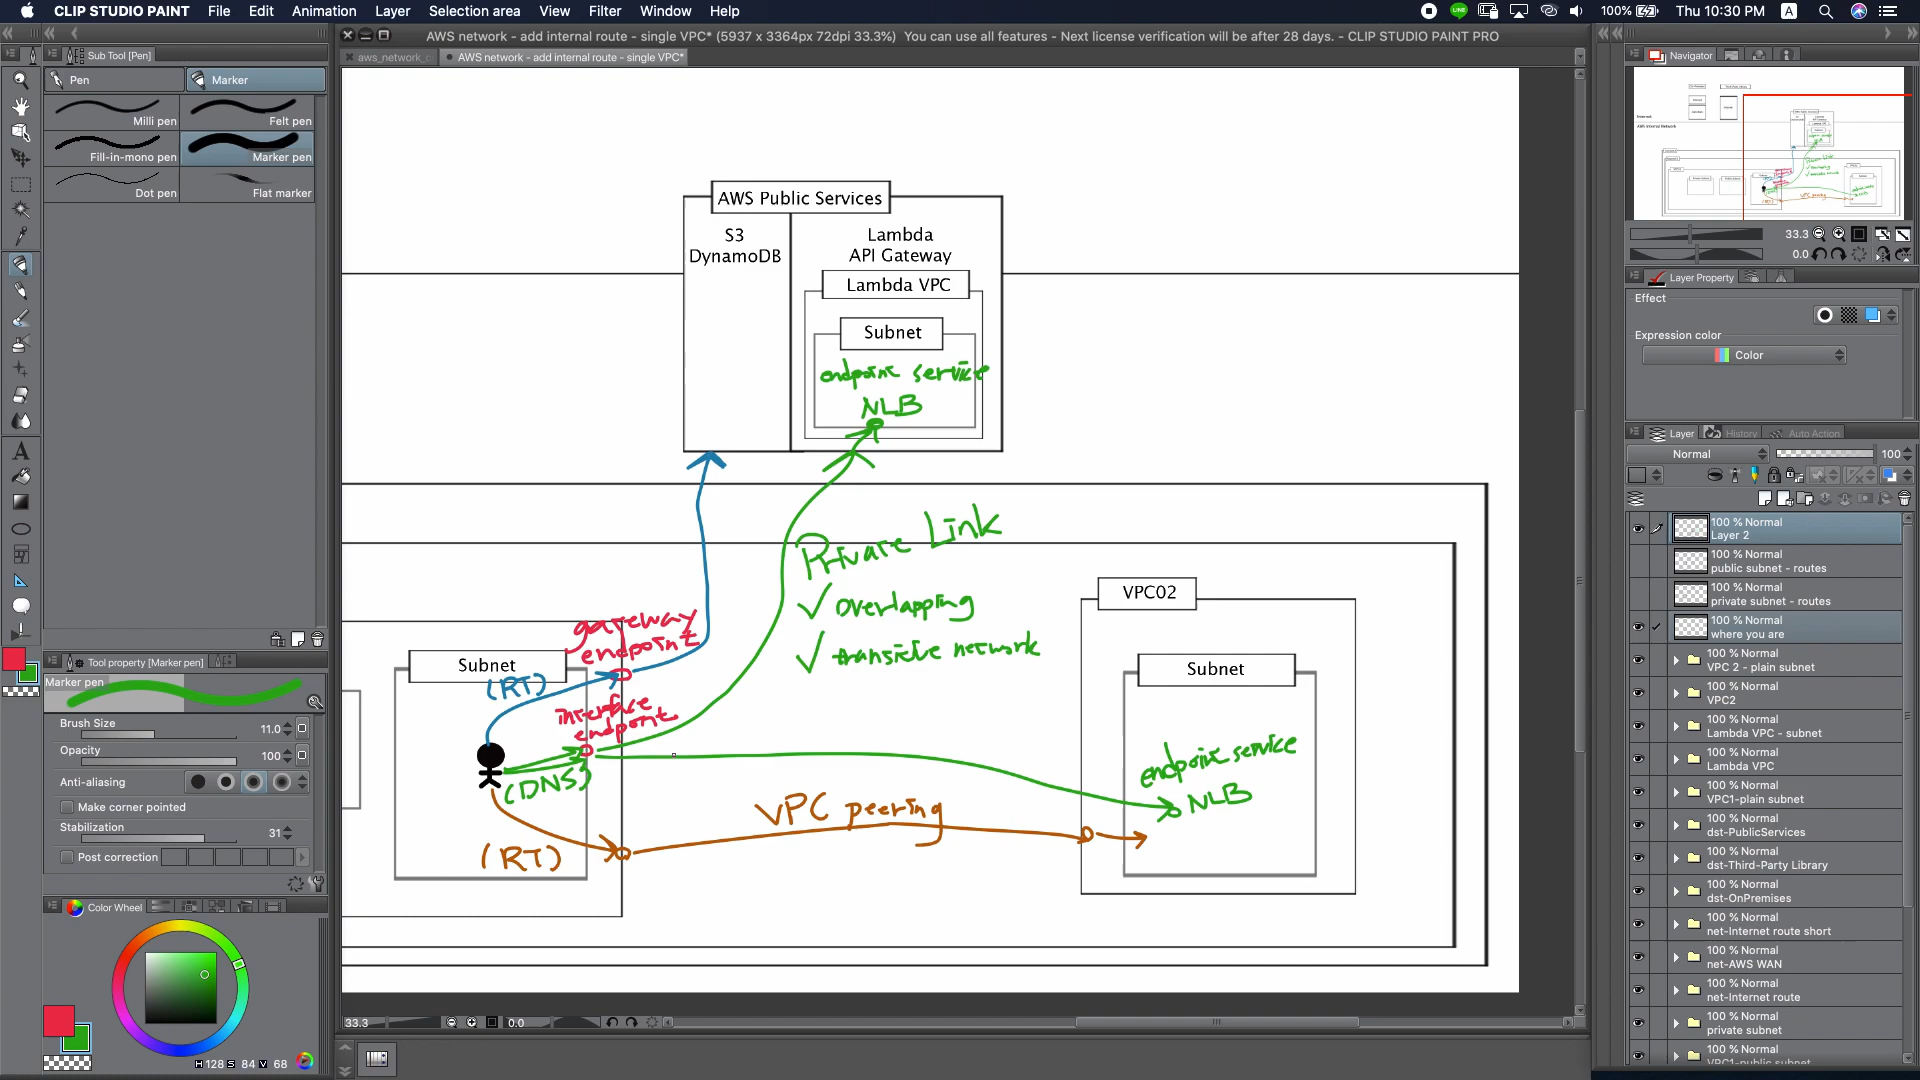 CLIP STUDIO PAINT File Edit Animation Layer Selection area View Filter Window Help
100% Thu 10:30 PM A
AWS network - add internal route - single VPC* (5937 x 3364px 72dpi 33.3%) You can use all features - Next license verification will be after 28 days. - CLIP STUDIO PAINT PRO
Sub Tool [Pen]
Pen
Marker
Milli pen
Felt pen
Fill-in-mono pen
Marker pen
Dot pen
Flat marker
Tool property [Marker pen]
Marker pen
Brush Size 11.0
Opacity 100
Anti-aliasing
Make corner pointed
Stabilization 31
Post correction
Color Wheel
H 128 S 84 V 68
aws_network_
AWS network - add internal route - single VPC*
AWS Public Services
S3
DynamoDB
Lambda
API Gateway
Lambda VPC
Subnet
endpoint service
NLB
Private Link
✓ overlapping
✓ transitive network
gateway
endpoint
Subnet
(RT)
interface
endpoint
(DNS)
(RT)
VPC peering
VPC02
Subnet
endpoint service
NLB
33.3
0.0
Navigator
33.3
0.0
Layer Property
Effect
Expression color
Color
Layer
History
Auto Action
Normal 100
100 % Normal
Layer 2
100 % Normal
public subnet - routes
100 % Normal
private subnet - routes
100 % Normal
where you are
100 % Normal
VPC 2 - plain subnet
100 % Normal
VPC2
100 % Normal
Lambda VPC - subnet
100 % Normal
Lambda VPC
100 % Normal
VPC1-plain subnet
100 % Normal
dst-PublicServices
100 % Normal
dst-Third-Party Library
100 % Normal
dst-OnPremises
100 % Normal
net-Internet route short
100 % Normal
net-AWS WAN
100 % Normal
net-Internet route
100 % Normal
private subnet
100 % Normal
VPC1-public subnet